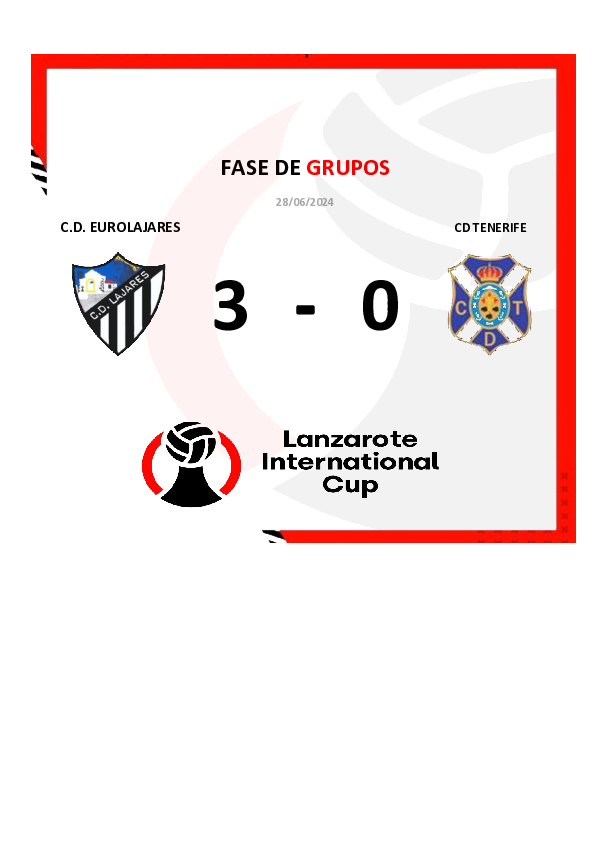 FASE DE GRUPOS
28/06/2024
C.D. EUROLAJARES
CD TENERIFE
C.D. LAJARES
3 - 0
C T
D
Lanzarote
International
Cup